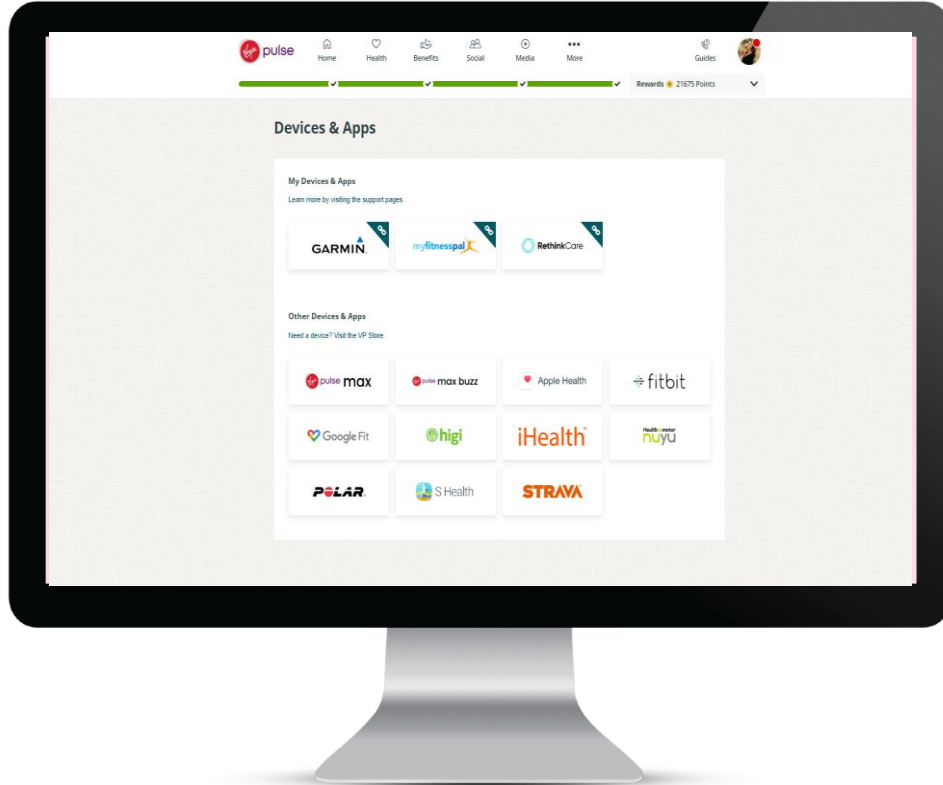 pulse
Home Health Benefits Social Media More Guides
Rewards 21675 Points
Devices & Apps
My Devices & Apps
Learn more by visiting the support pages
GARMIN
myfitnesspal
RethinkCare
Other Devices & Apps
Need a device? Visit the VP Store.
pulse max
pulse max buzz
Apple Health
fitbit
Google Fit
higi
iHealth
Health o meter
nuyu
POLAR
S Health
STRAVA